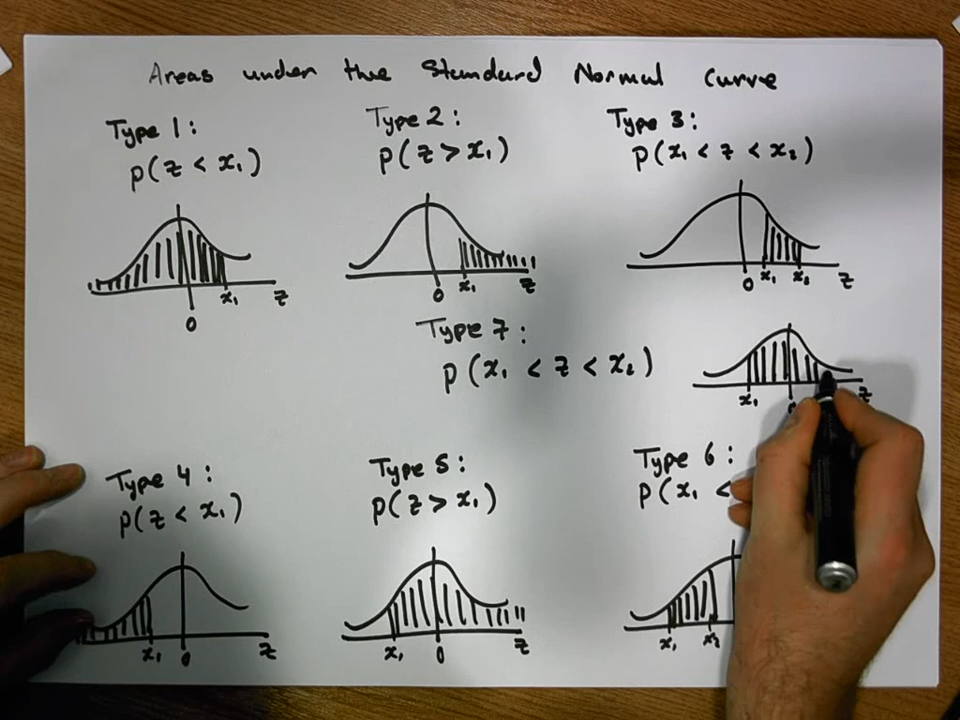 Areas under the Standard Normal Curve
Type 1:
p(z < x₁)
0
x₁
z
Type 2:
p(z > x₁)
0
x₁
z
Type 3:
p(x₁ < z < x₂)
0
x₁
x₂
z
Type 7:
p(x₁ < z < x₂)
x₁
0
z
Type 4:
p(z < x₁)
x₁
0
z
Type 5:
p(z > x₁)
x₁
0
z
Type 6:
p(x₁ <
x₁
x₂